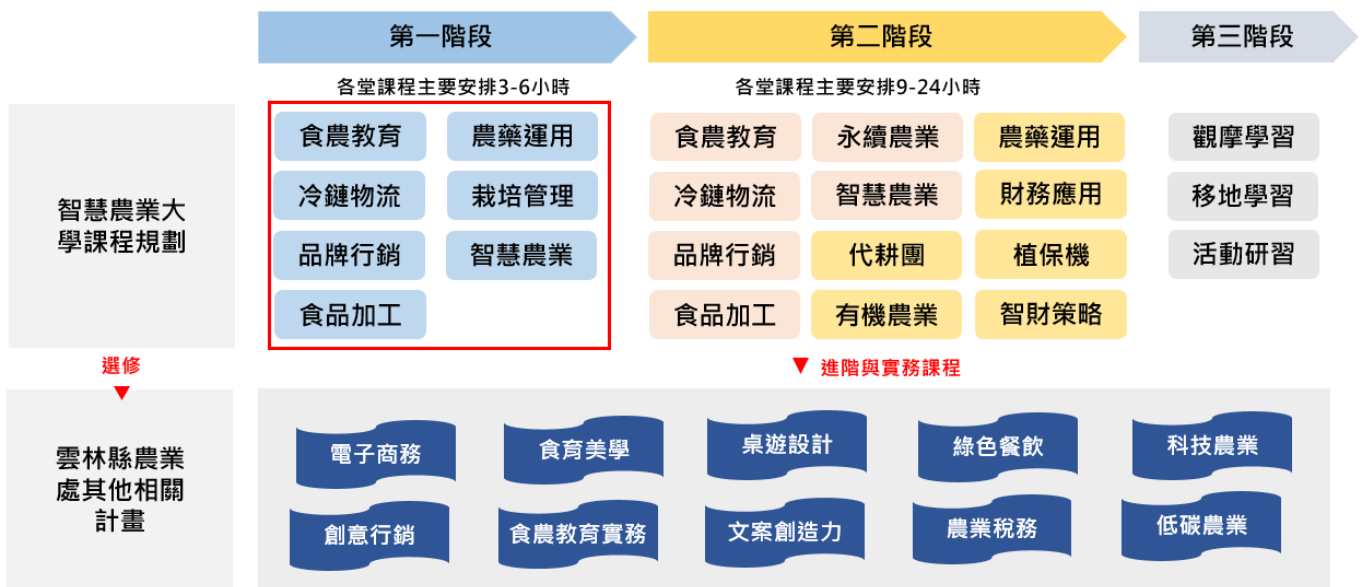 第一階段
第二階段
第三階段
各堂課程主要安排3-6小時
各堂課程主要安排9-24小時
智慧農業大
學課程規劃
食農教育
農藥運用
冷鏈物流
栽培管理
品牌行銷
智慧農業
食品加工
食農教育
永續農業
農藥運用
冷鏈物流
智慧農業
財務應用
品牌行銷
代耕團
植保機
食品加工
有機農業
智財策略
觀摩學習
移地學習
活動研習
選修
進階與實務課程
雲林縣農業
處其他相關
計畫
電子商務
食育美學
桌遊設計
綠色餐飲
科技農業
創意行銷
食農教育實務
文案創造力
農業稅務
低碳農業